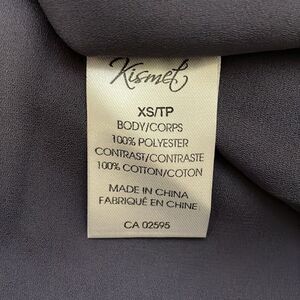 Kismet
XS/TP
BODY/CORPS
100% POLYESTER
CONTRAST/CONTRASTE
100% COTTON/COTON
MADE IN CHINA
FABRIQUÉ EN CHINE
CA 02595